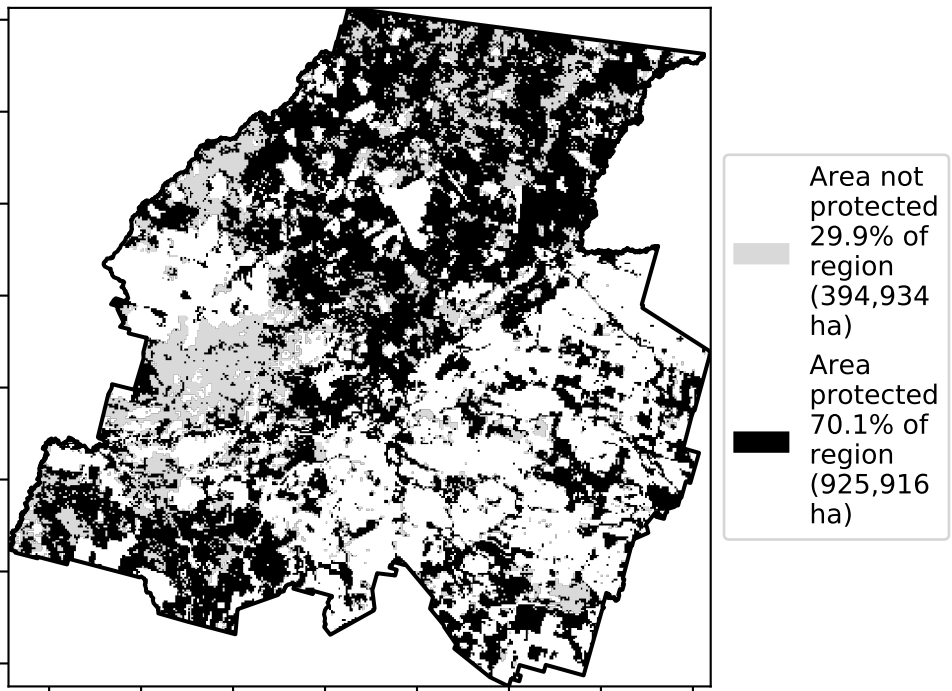 Area not
protected
29.9% of
region
(394,934
ha)
Area
protected
70.1% of
region
(925,916
ha)